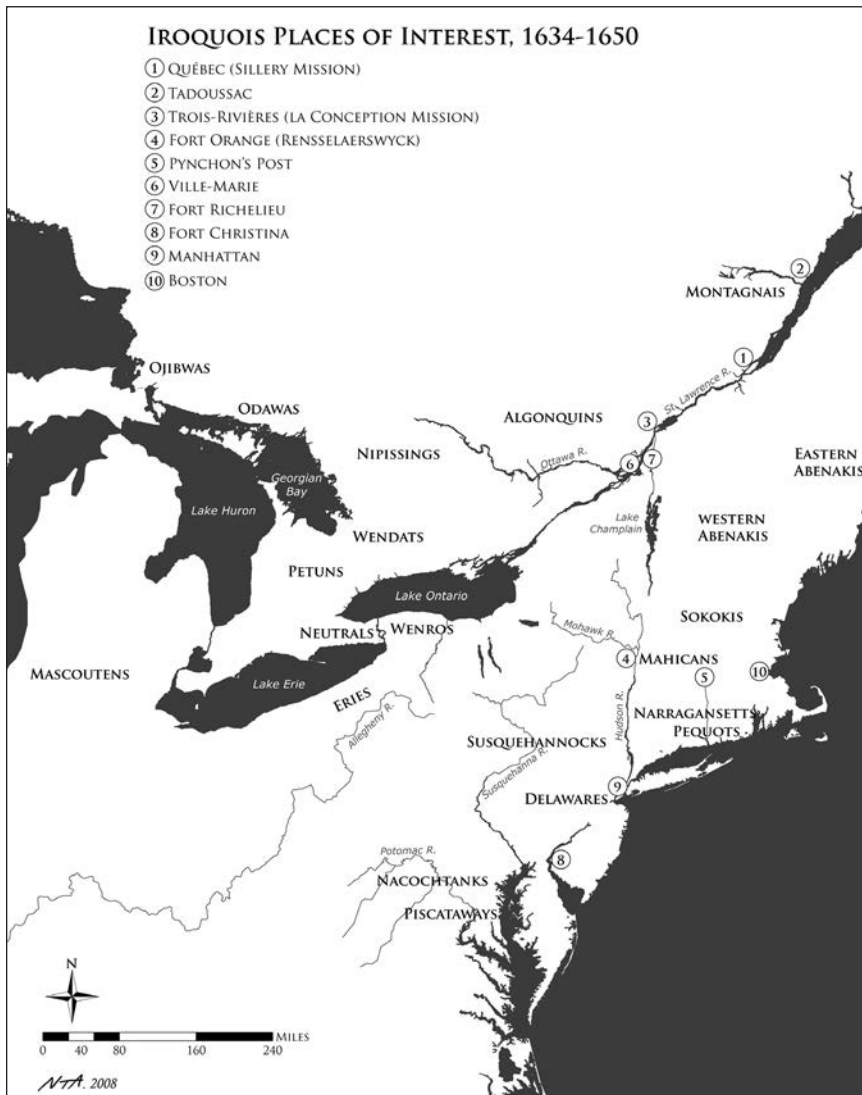 Iroquois Places of Interest, 1634-1650
1 Québec (Sillery Mission)
2 Tadoussac
3 Trois-Rivières (la Conception Mission)
4 Fort Orange (Rensselaerswyck)
5 Pynchon's Post
6 Ville-Marie
7 Fort Richelieu
8 Fort Christina
9 Manhattan
10 Boston
2
Montagnais
1
Ojibwas
St. Lawrence R.
Odawas
Algonquins
3
Nipissings
Ottawa R.
6
7
Eastern
Abenakis
Georgian
Bay
Lake Huron
Lake
Champlain
Western
Abenakis
Wendats
Petuns
Lake Ontario
Sokokis
Neutrals
Wenros
Mohawk R.
4
Mahicans
10
5
Mascoutens
Lake Erie
Eries
Allegheny R.
Hudson R.
Narragansetts
Pequots
Susquehannocks
Susquehanna R.
9
Delawares
8
Potomac R.
Nacochtanks
Piscataways
N
Miles
0 40 80 160 240
NTA. 2008